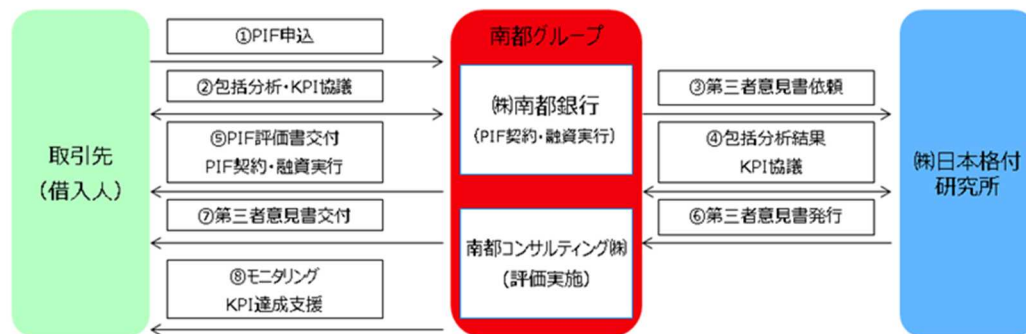 ①PIF申込
②包括分析・KPI協議
⑤PIF評価書交付
PIF契約・融資実行
⑦第三者意見書交付
⑧モニタリング
KPI達成支援
取引先
(借入人)
南都グループ
㈱南都銀行
(PIF契約・融資実行)
南都コンサルティング㈱
(評価実施)
③第三者意見書依頼
④包括分析結果
KPI協議
⑥第三者意見書発行
㈱日本格付
研究所